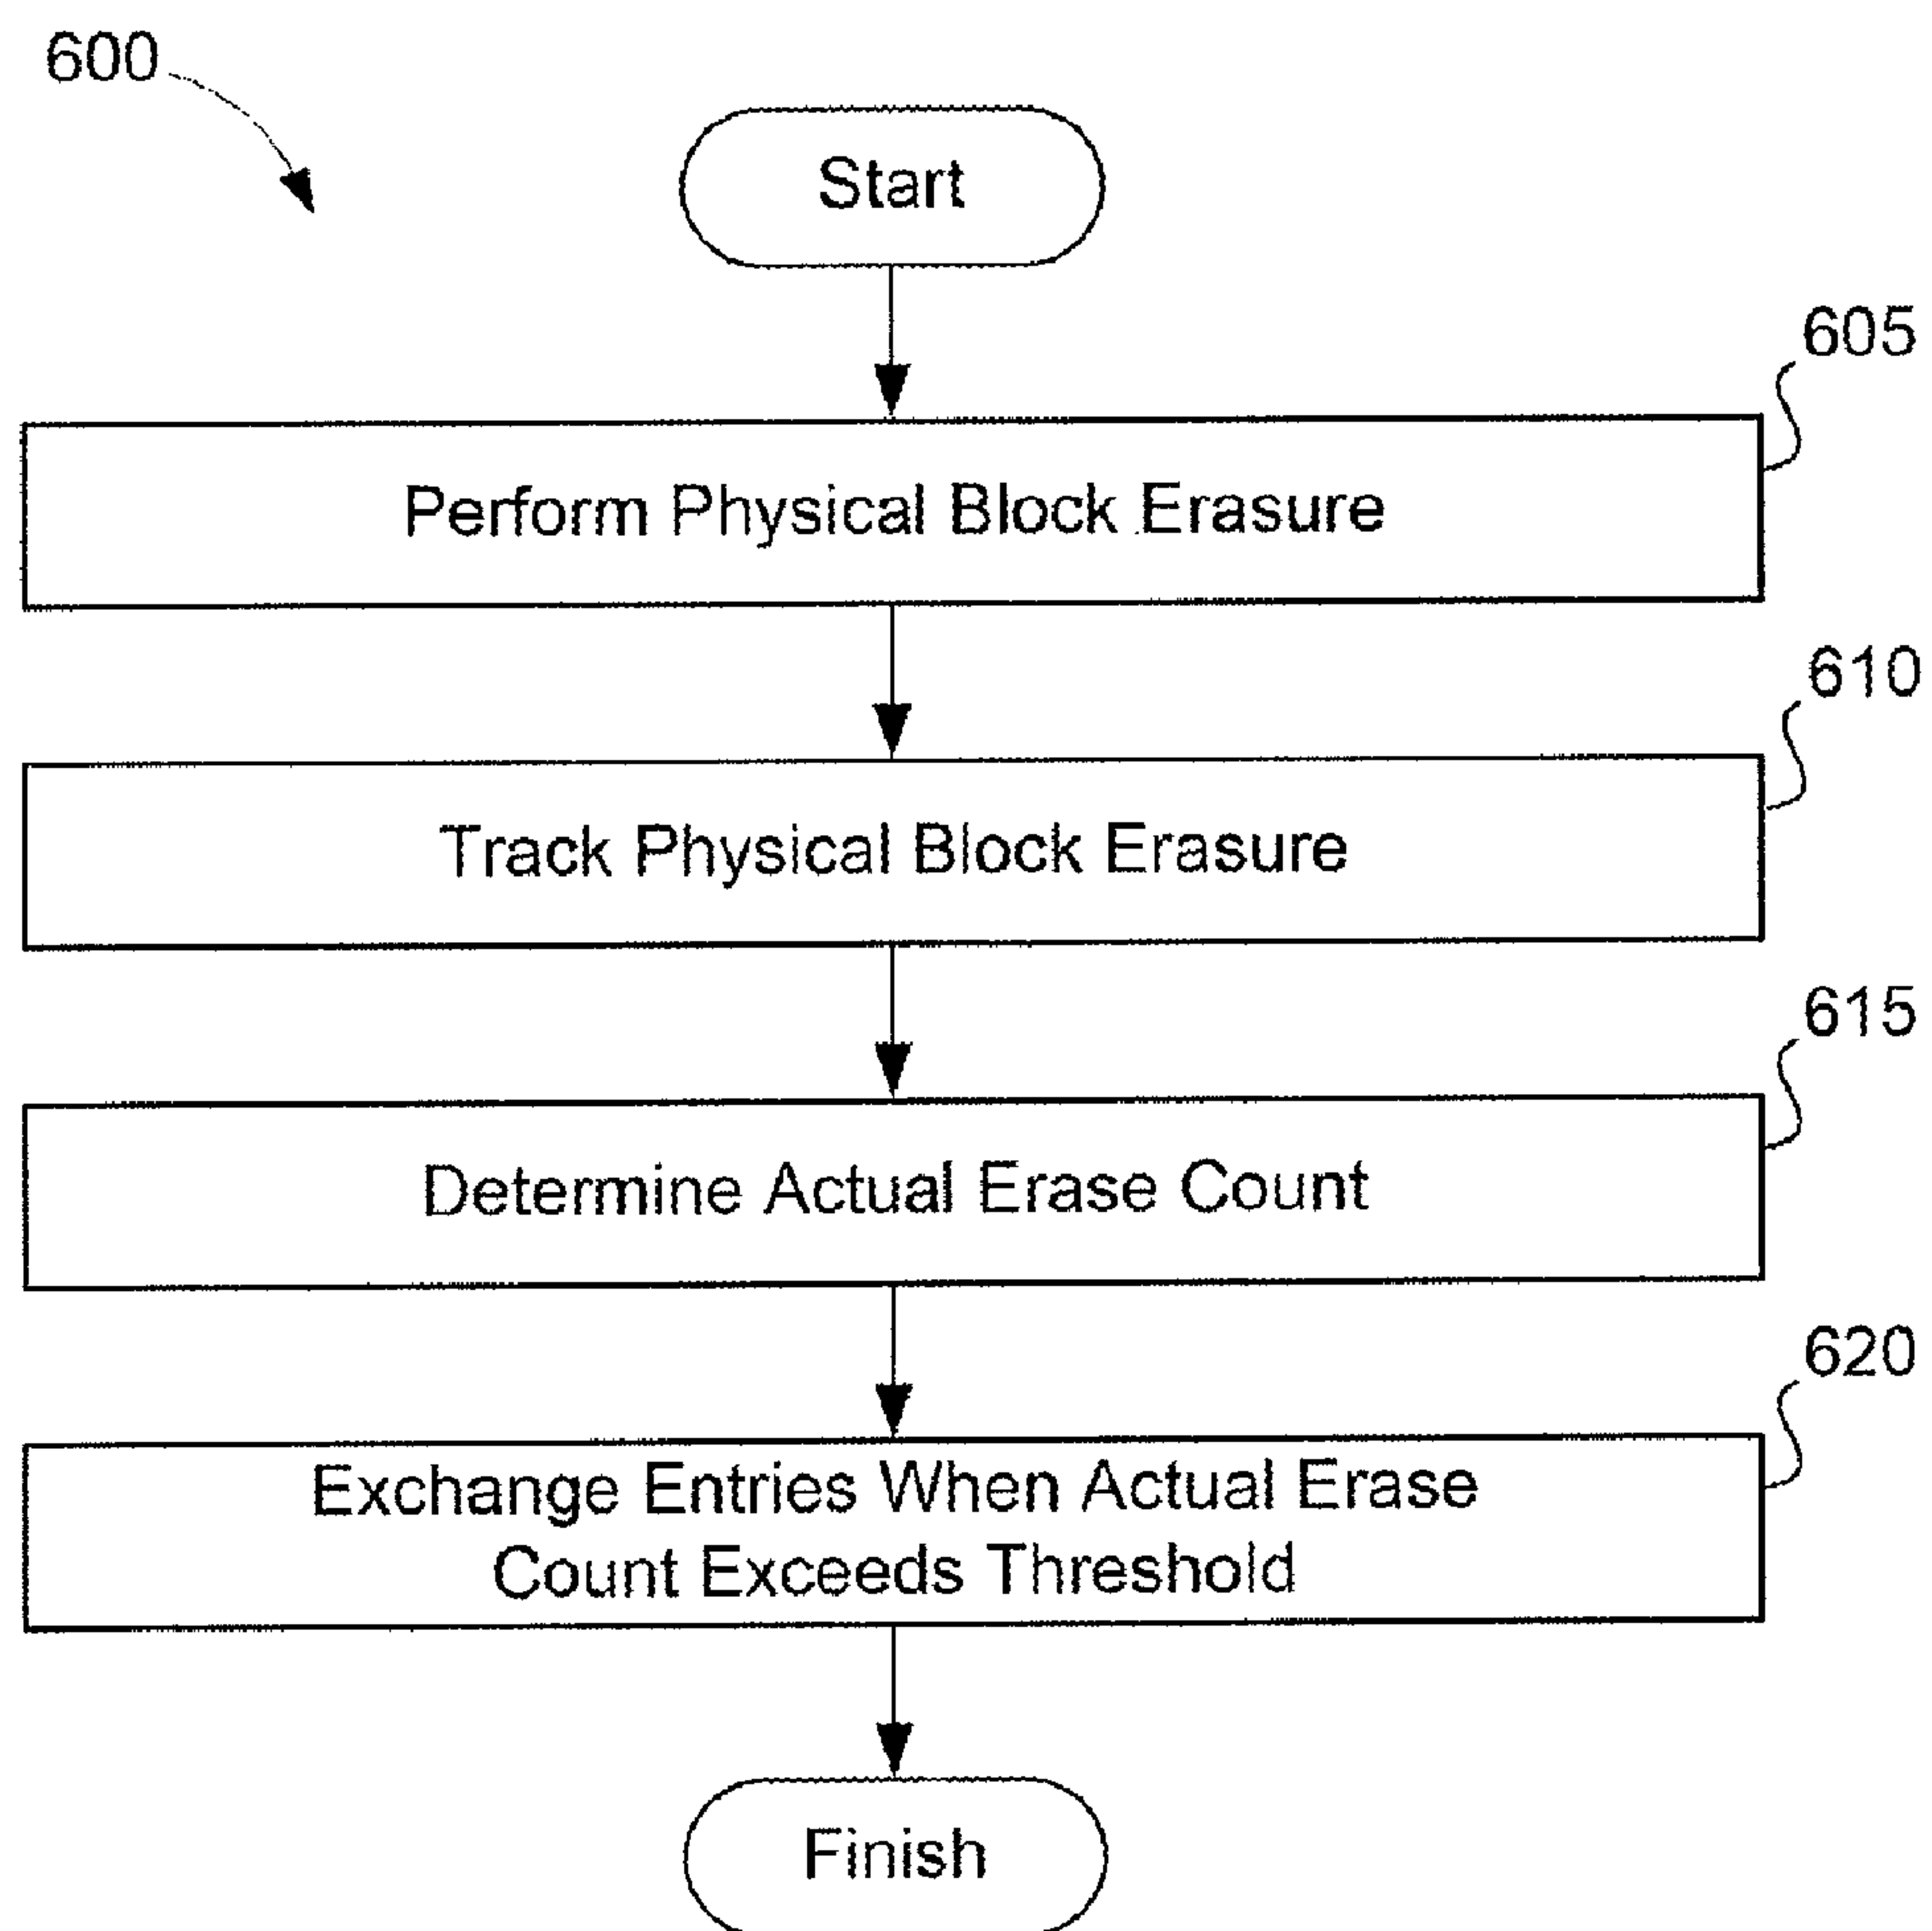 600
Start
605
Perform Physical Block Erasure
610
Track Physical Block Erasure
615
Determine Actual Erase Count
620
Exchange Entries When Actual Erase
Count Exceeds Threshold
Finish